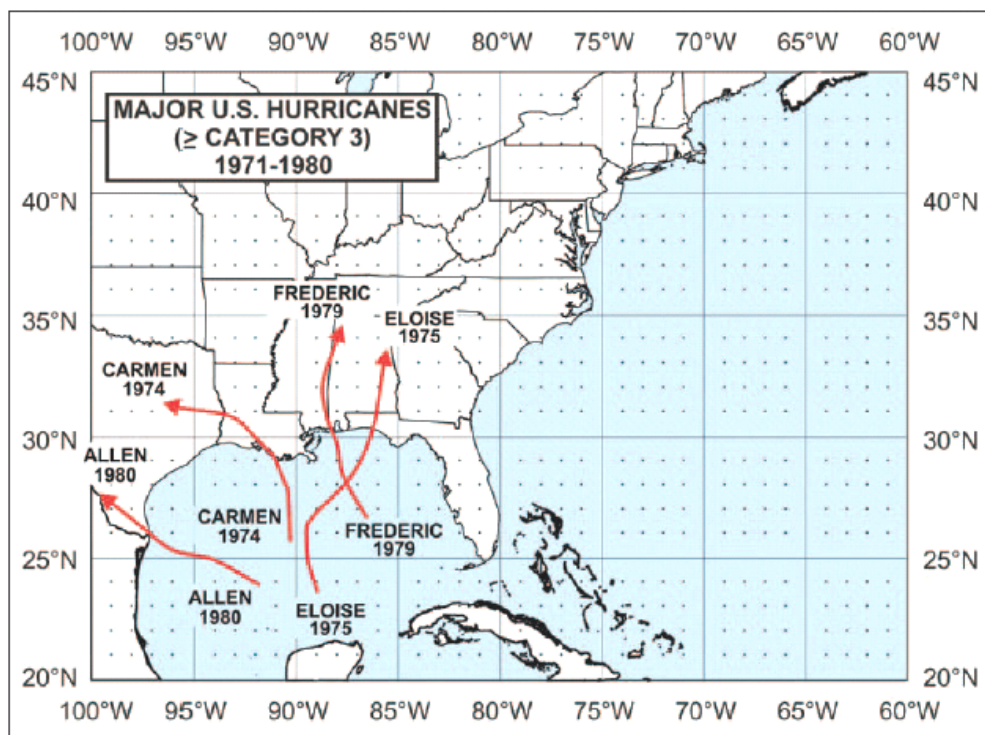 100°W 95°W 90°W 85°W 80°W 75°W 70°W 65°W 60°W
45°N 45°N
MAJOR U.S. HURRICANES
(≥ CATEGORY 3)
1971-1980
40°N 40°N
FREDERIC
1979
ELOISE
1975
35°N 35°N
CARMEN
1974
30°N 30°N
ALLEN
1980
CARMEN
1974
FREDERIC
1979
25°N 25°N
ALLEN
1980
ELOISE
1975
20°N 20°N
100°W 95°W 90°W 85°W 80°W 75°W 70°W 65°W 60°W